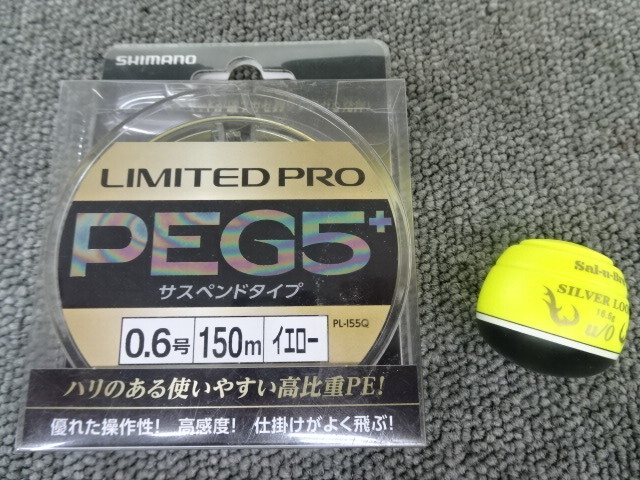 SHIMANO
LIMITED PRO
PEG5+
サスペンドタイプ
PL-I55Q
0.6号 150m イエロー
ハリのある使いやすい高比重PE!
優れた操作性! 高感度! 仕掛けがよく飛ぶ!
SILVER